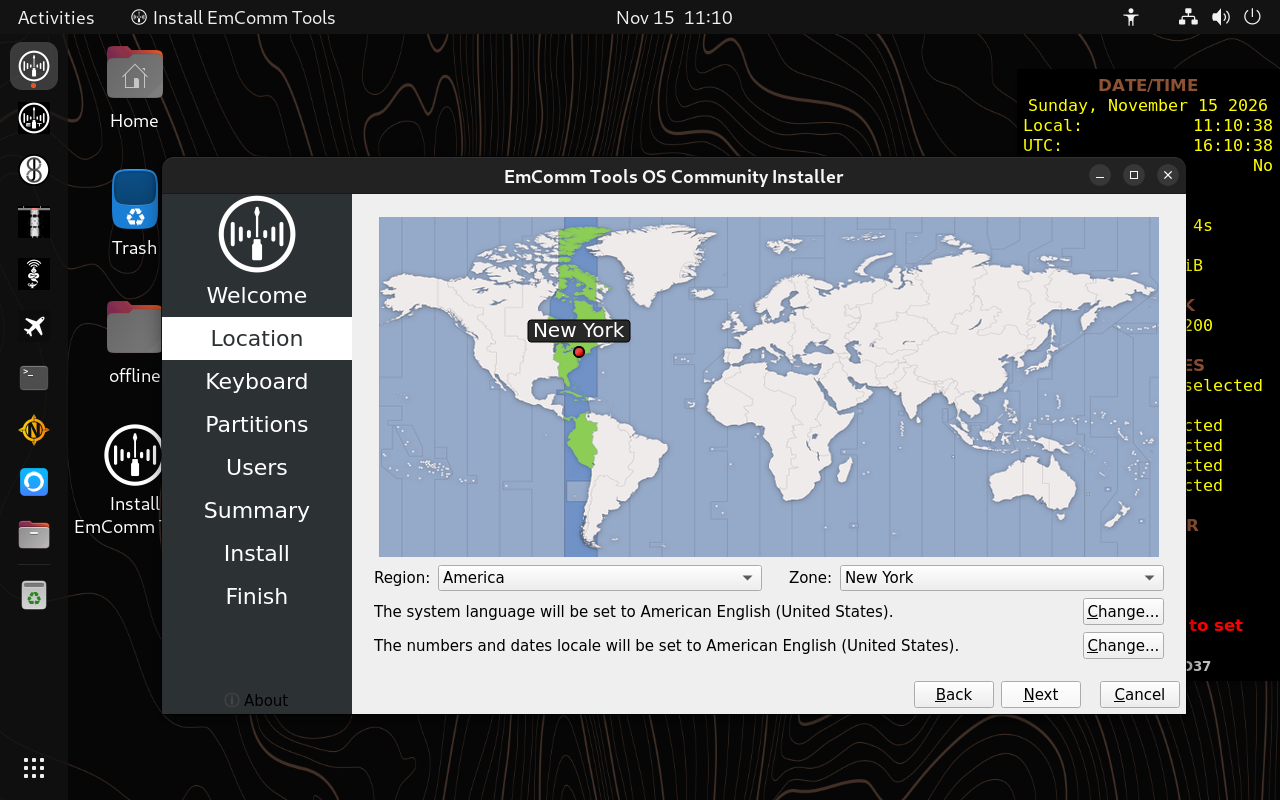 Activities
Install EmComm Tools
Nov 15 11:10
Home
Trash
offline
Install
EmComm T
DATE/TIME
Sunday, November 15 2026
Local: 11:10:38
UTC: 16:10:38
No
4s
iB
K
200
ES
selected
cted
cted
cted
cted
R
to set
037
EmComm Tools OS Community Installer
Welcome
Location
Keyboard
Partitions
Users
Summary
Install
Finish
About
New York
Region: America
Zone: New York
The system language will be set to American English (United States).
Change...
The numbers and dates locale will be set to American English (United States).
Change...
Back
Next
Cancel